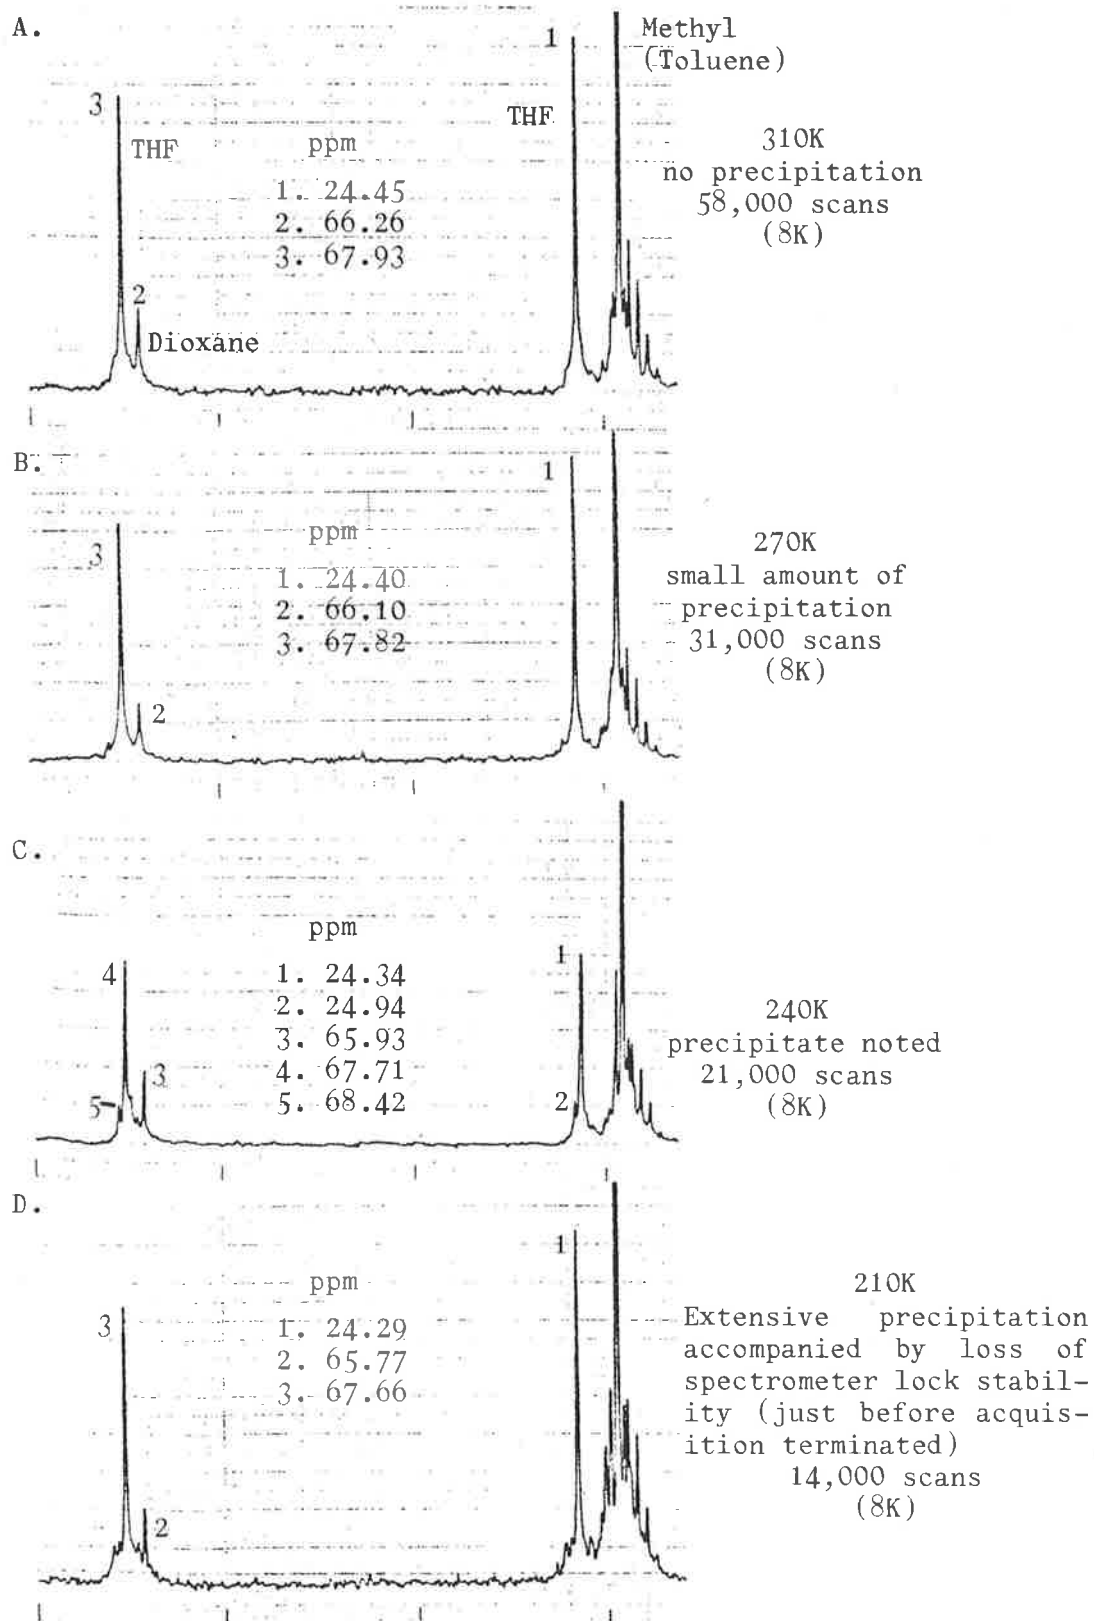 A.
1
Methyl
(Toluene)
3
THF
THF
ppm
1. 24.45
2. 66.26
3. 67.93
2
Dioxane
310K
no precipitation
58,000 scans
(8K)
B.
1
3
ppm
1. 24.40
2. 66.10
3. 67.82
2
270K
small amount of
precipitation
31,000 scans
(8K)
C.
ppm
1
4
1. 24.34
2. 24.94
3. 65.93
4. 67.71
5. 68.42
3
5
2
240K
precipitate noted
21,000 scans
(8K)
D.
1
ppm
3
1. 24.29
2. 65.77
3. 67.66
2
210K
Extensive precipitation
accompanied by loss of
spectrometer lock stabil-
ity (just before acquis-
ition terminated)
14,000 scans
(8K)